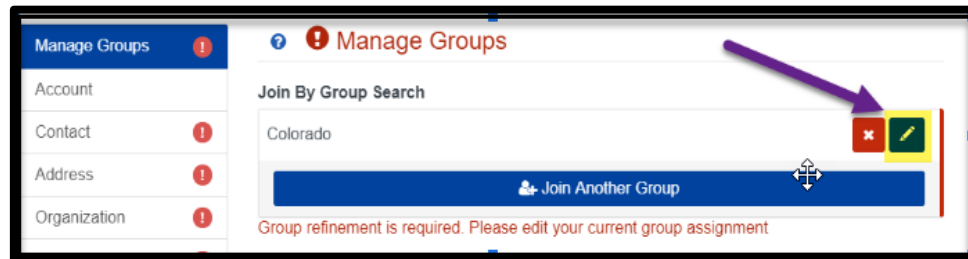 Manage Groups
Account
Contact
Address
Organization
Manage Groups
Join By Group Search
Colorado
Join Another Group
Group refinement is required. Please edit your current group assignment